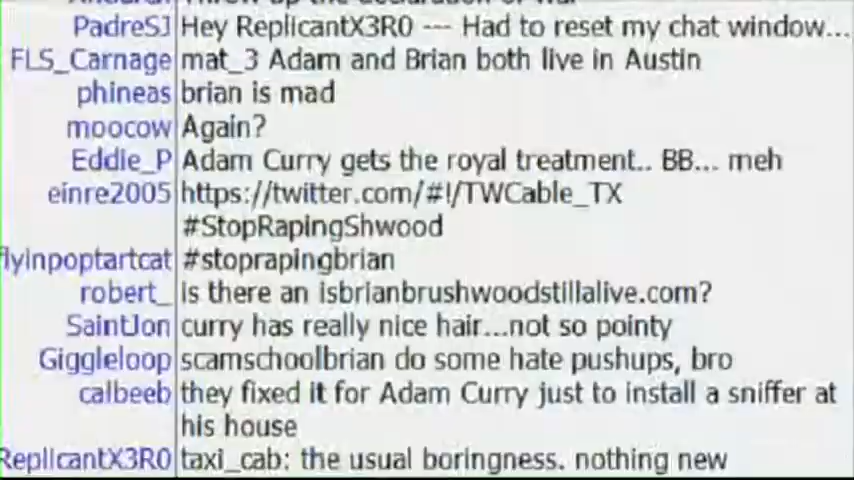 PadreSJ Hey ReplicantX3R0 --- Had to reset my chat window...
FLS_Carnage mat_3 Adam and Brian both live in Austin
phineas brian is mad
moocow Again?
Eddie_P Adam Curry gets the royal treatment.. BB... meh
einre2005 https://twitter.com/#!/TWCable_TX
#StopRapingShwood
flyinpoptartcat #stoprapingbrian
robert_ is there an isbrianbrushwoodstillalive.com?
SaintJon curry has really nice hair...not so pointy
Giggleloop scamschoolbrian do some hate pushups, bro
calbeeb they fixed it for Adam Curry just to install a sniffer at
his house
ReplicantX3R0 taxi_cab: the usual boringness. nothing new